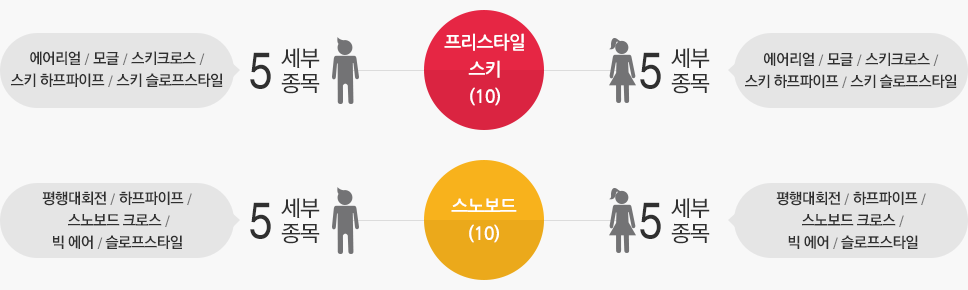 에어리얼 / 모글 / 스키크로스 /
스키 하프파이프 / 스키 슬로프스타일
5 세부
종목
프리스타일
스키
(10)
5 세부
종목
에어리얼 / 모글 / 스키크로스 /
스키 하프파이프 / 스키 슬로프스타일
평행대회전 / 하프파이프 /
스노보드 크로스 /
빅 에어 / 슬로프스타일
5 세부
종목
스노보드
(10)
5 세부
종목
평행대회전 / 하프파이프 /
스노보드 크로스 /
빅 에어 / 슬로프스타일